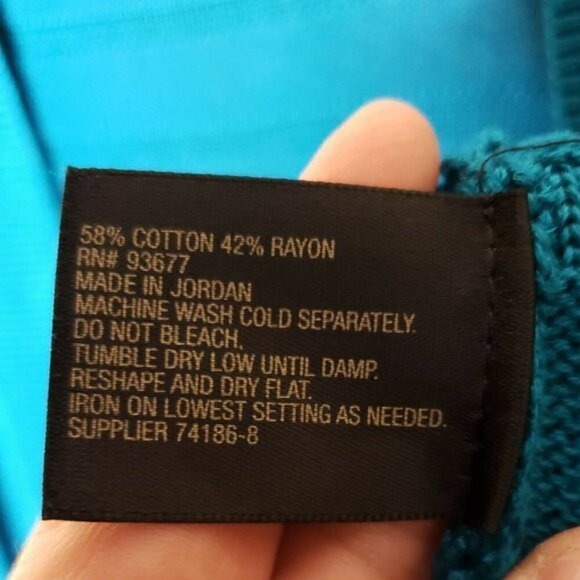 58% COTTON 42% RAYON
RN# 93677
MADE IN JORDAN
MACHINE WASH COLD SEPARATELY.
DO NOT BLEACH.
TUMBLE DRY LOW UNTIL DAMP.
RESHAPE AND DRY FLAT.
IRON ON LOWEST SETTING AS NEEDED.
SUPPLIER 74186-8